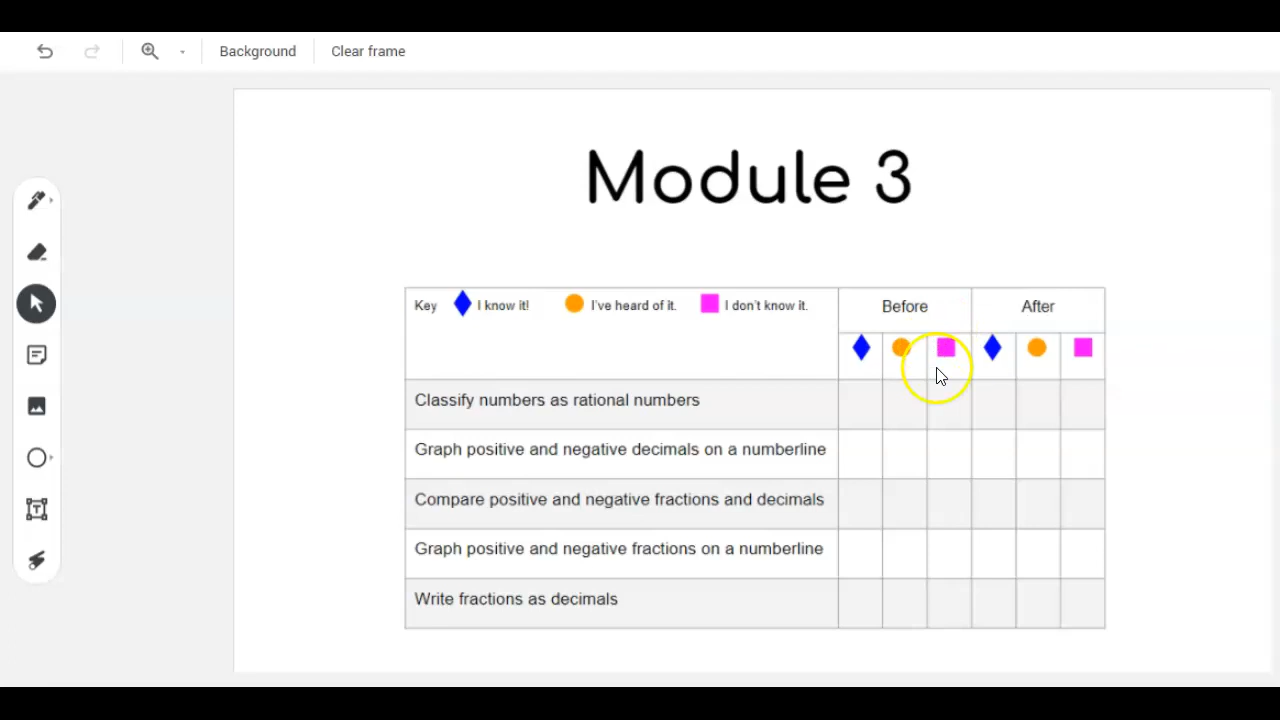 Background Clear frame
Module 3
Key I know it! I've heard of it. I don't know it. Before After
Classify numbers as rational numbers
Graph positive and negative decimals on a numberline
Compare positive and negative fractions and decimals
Graph positive and negative fractions on a numberline
Write fractions as decimals